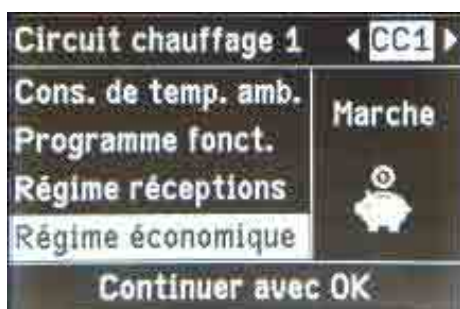 Circuit chauffage 1 CC1
Cons. de temp. amb.
Programme fonct.
Régime réceptions
Régime économique
Marche
Continuer avec OK